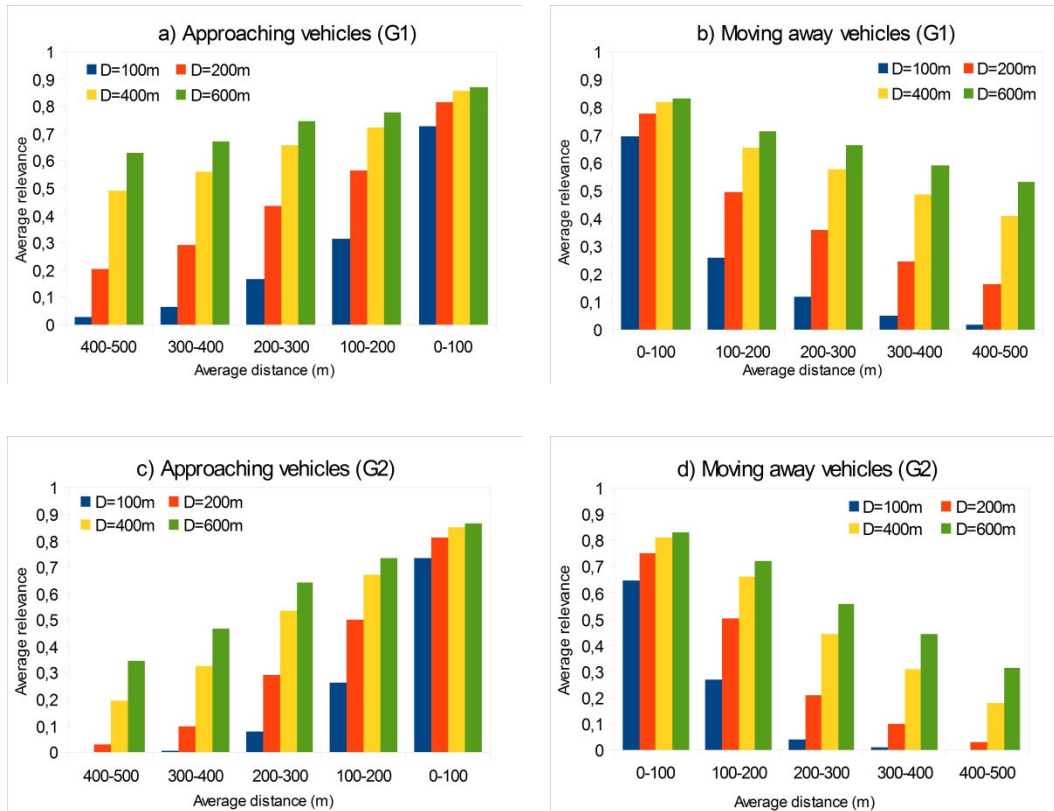 a) Approaching vehicles (G1)
1
0,9
0,8
0,7
0,6
0,5
0,4
0,3
0,2
0,1
0
Average relevance
D=100m D=200m
D=400m D=600m
400-500 300-400 200-300 100-200 0-100
Average distance (m)
b) Moving away vehicles (G1)
1
0,9
0,8
0,7
0,6
0,5
0,4
0,3
0,2
0,1
0
Average relevance
D=100m D=200m
D=400m D=600m
0-100 100-200 200-300 300-400 400-500
Average distance (m)
c) Approaching vehicles (G2)
1
0,9
0,8
0,7
0,6
0,5
0,4
0,3
0,2
0,1
0
Average relevance
D=100m D=200m
D=400m D=600m
400-500 300-400 200-300 100-200 0-100
Average distance (m)
d) Moving away vehicles (G2)
1
0,9
0,8
0,7
0,6
0,5
0,4
0,3
0,2
0,1
0
Average relevance
D=100m D=200m
D=400m D=600m
0-100 100-200 200-300 300-400 400-500
Average distance (m)